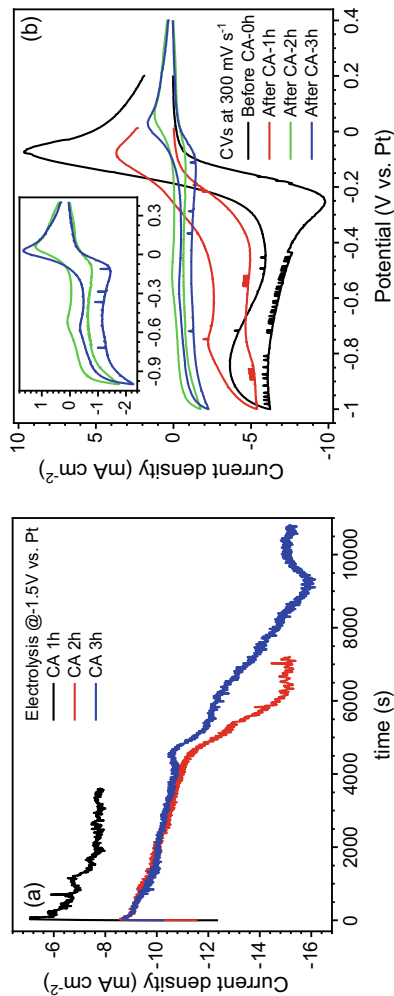 (a)
Electrolysis @-1.5V vs. Pt
CA 1h
CA 2h
CA 3h
Current density (mA cm-2)
-6
-8
-10
-12
-14
-16
0
2000
4000
6000
8000
10000
time (s)
(b)
CVs at 300 mV s-1
Before CA-0h
After CA-1h
After CA-2h
After CA-3h
Current density (mA cm-2)
10
5
0
-5
-10
-1
-0.8
-0.6
-0.4
-0.2
0
0.2
0.4
Potential (V vs. Pt)
1
0
-1
-2
-0.9
-0.6
-0.3
0
0.3